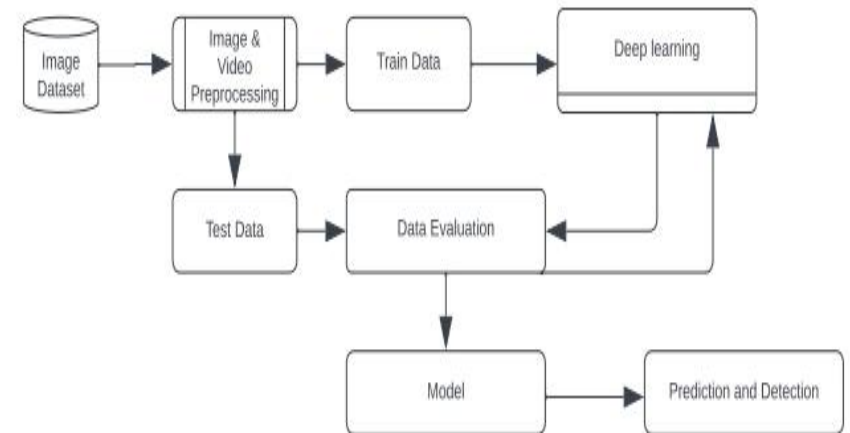 Image
Dataset
Image &
Video
Preprocessing
Train Data
Deep learning
Test Data
Data Evaluation
Model
Prediction and Detection